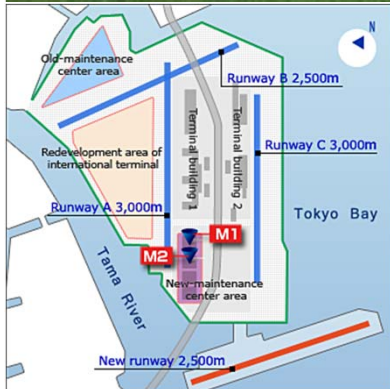 N
Old-maintenance
center area
Runway B 2,500m
Terminal building 1
Terminal building 2
Runway C 3,000m
Redevelopment area of
international terminal
Runway A 3,000m
Tokyo Bay
M1
M2
Tama River
New-maintenance
center area
New runway 2,500m